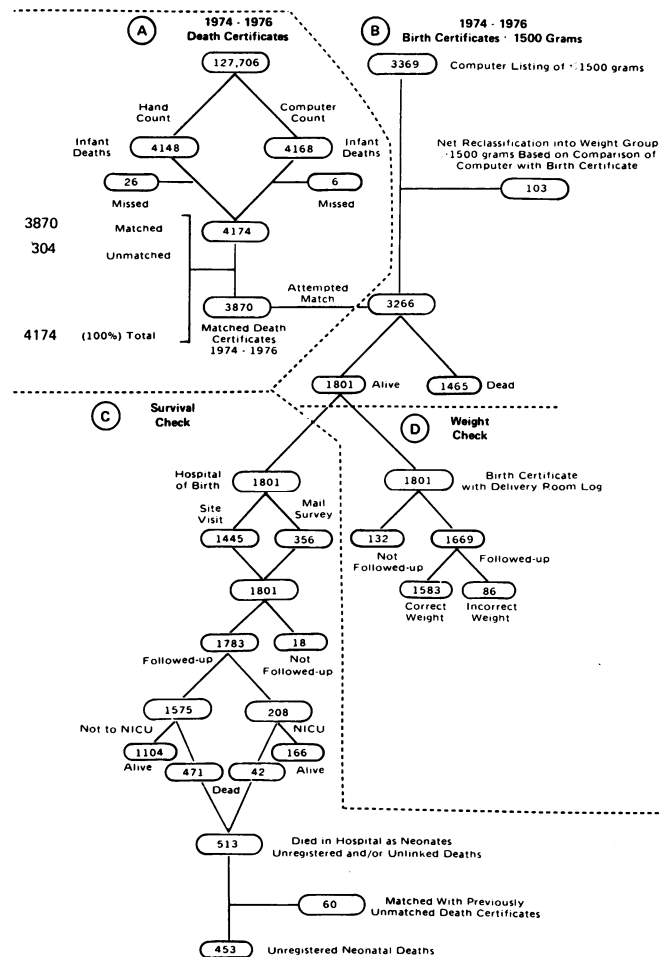 A
1974 - 1976
Death Certificates
127,706
Hand
Count
Computer
Count
Infant
Deaths
4148
4168
Infant
Deaths
26
6
Missed
Missed
3870
Matched
4174
304
Unmatched
3870
Attempted
Match
Matched Death
Certificates
1974 - 1976
4174
(100%) Total
B
1974 - 1976
Birth Certificates · 1500 Grams
3369
Computer Listing of · 1500 grams
Net Reclassification into Weight Group
·1500 grams Based on Comparison of
Computer with Birth Certificate
103
3266
1801
Alive
1465
Dead
C
Survival
Check
Hospital
of Birth
1801
Site
Visit
Mail
Survey
1445
356
1801
1783
18
Followed-up
Not
Followed-up
1575
208
Not to NICU
NICU
1104
166
Alive
Alive
471
42
Dead
513
Died in Hospital as Neonates
Unregistered and/or Unlinked Deaths
60
Matched With Previously
Unmatched Death Certificates
453
Unregistered Neonatal Deaths
D
Weight
Check
1801
Birth Certificate
with Delivery Room Log
132
1669
Not
Followed-up
Followed-up
1583
86
Correct
Weight
Incorrect
Weight